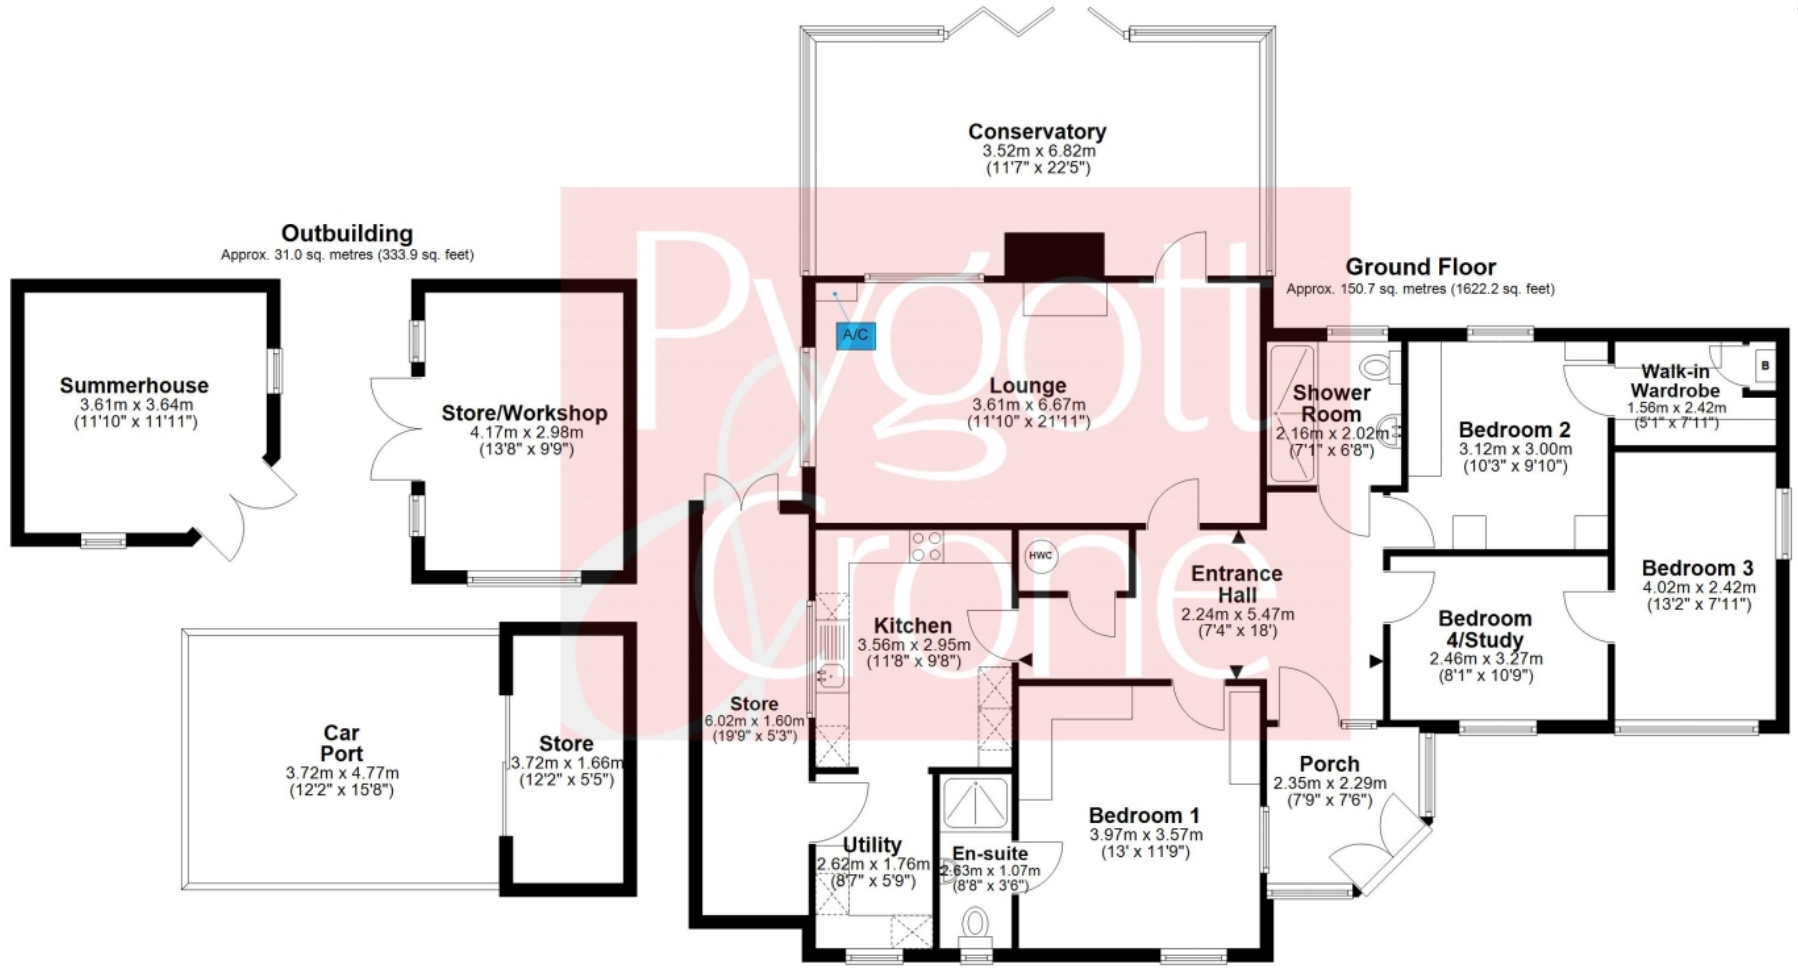 Conservatory
3.52m x 6.82m
(11'7" x 22'5")
Outbuilding
Approx. 31.0 sq. metres (333.9 sq. feet)
Ground Floor
Approx. 150.7 sq. metres (1622.2 sq. feet)
Pygott
& Crone
A/C
Summerhouse
3.61m x 3.64m
(11'10" x 11'11")
Store/Workshop
4.17m x 2.98m
(13'8" x 9'9")
Lounge
3.61m x 6.67m
(11'10" x 21'11")
Shower
Room
2.16m x 2.02m
(7'1" x 6'8")
Bedroom 2
3.12m x 3.00m
(10'3" x 9'10")
Walk-in
Wardrobe
1.56m x 2.42m
(5'1" x 7'11")
B
HWC
Entrance
Hall
2.24m x 5.47m
(7'4" x 18')
Bedroom 3
4.02m x 2.42m
(13'2" x 7'11")
Kitchen
3.56m x 2.95m
(11'8" x 9'8")
Bedroom
4/Study
2.46m x 3.27m
(8'1" x 10'9")
Store
6.02m x 1.60m
(19'9" x 5'3")
Car
Port
3.72m x 4.77m
(12'2" x 15'8")
Store
3.72m x 1.66m
(12'2" x 5'5")
Porch
2.35m x 2.29m
(7'9" x 7'6")
Bedroom 1
3.97m x 3.57m
(13' x 11'9")
Utility
2.62m x 1.76m
(8'7" x 5'9")
En-suite
2.63m x 1.07m
(8'8" x 3'6")